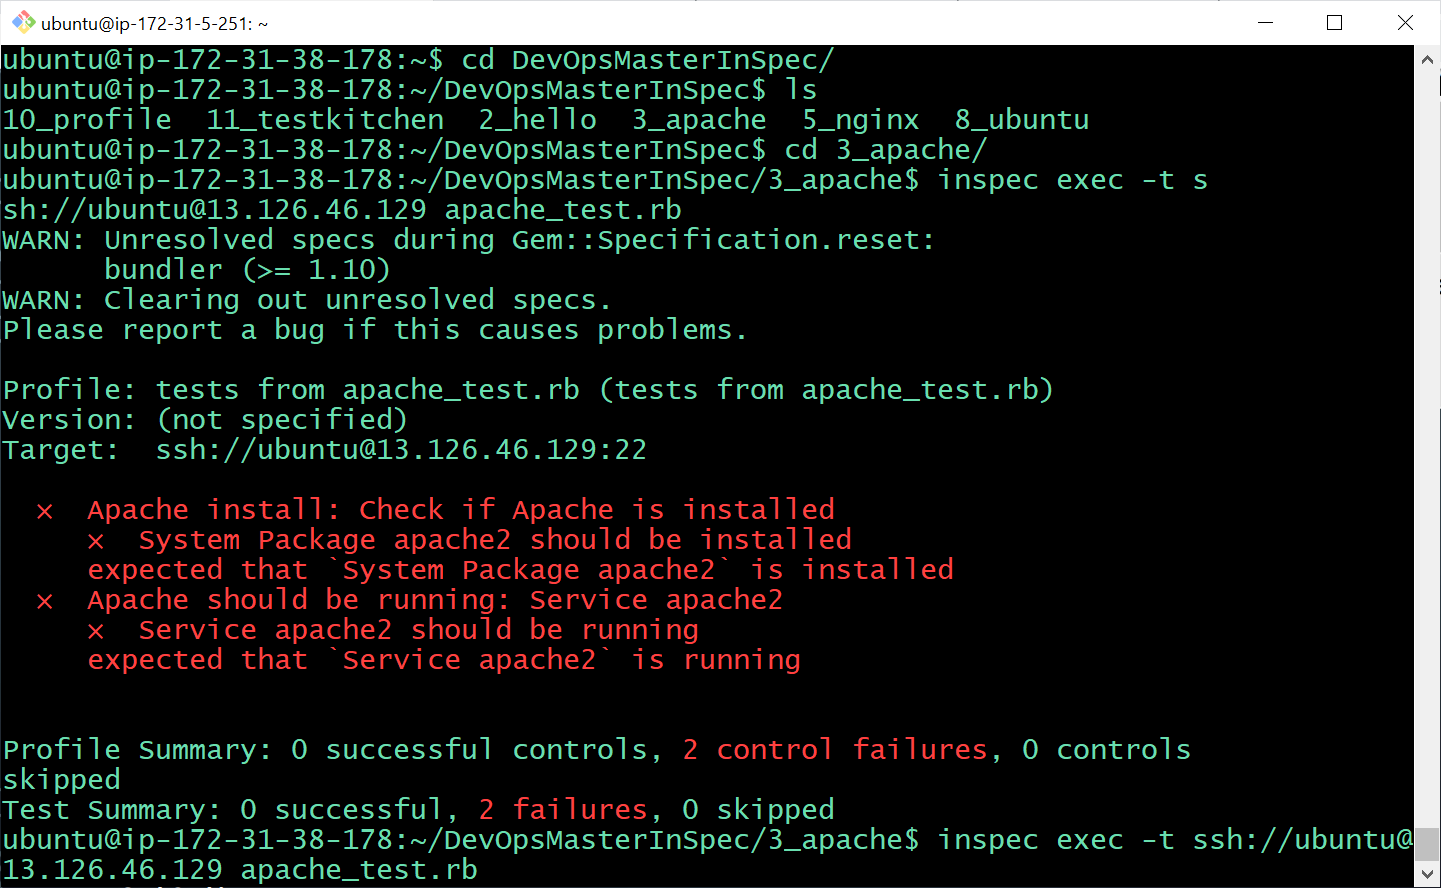 ubuntu@ip-172-31-5-251: ~
ubuntu@ip-172-31-38-178:~$ cd DevOpsMasterInSpec/
ubuntu@ip-172-31-38-178:~/DevOpsMasterInSpec$ ls
10_profile  11_testkitchen  2_hello  3_apache  5_nginx  8_ubuntu
ubuntu@ip-172-31-38-178:~/DevOpsMasterInSpec$ cd 3_apache/
ubuntu@ip-172-31-38-178:~/DevOpsMasterInSpec/3_apache$ inspec exec -t s
sh://ubuntu@13.126.46.129 apache_test.rb
WARN: Unresolved specs during Gem::Specification.reset:
      bundler (>= 1.10)
WARN: Clearing out unresolved specs.
Please report a bug if this causes problems.
Profile: tests from apache_test.rb (tests from apache_test.rb)
Version: (not specified)
Target:  ssh://ubuntu@13.126.46.129:22
  ×  Apache install: Check if Apache is installed
     ×  System Package apache2 should be installed
     expected that `System Package apache2` is installed
  ×  Apache should be running: Service apache2
     ×  Service apache2 should be running
     expected that `Service apache2` is running
Profile Summary: 0 successful controls, 2 control failures, 0 controls
skipped
Test Summary: 0 successful, 2 failures, 0 skipped
ubuntu@ip-172-31-38-178:~/DevOpsMasterInSpec/3_apache$ inspec exec -t ssh://ubuntu@
13.126.46.129 apache_test.rb